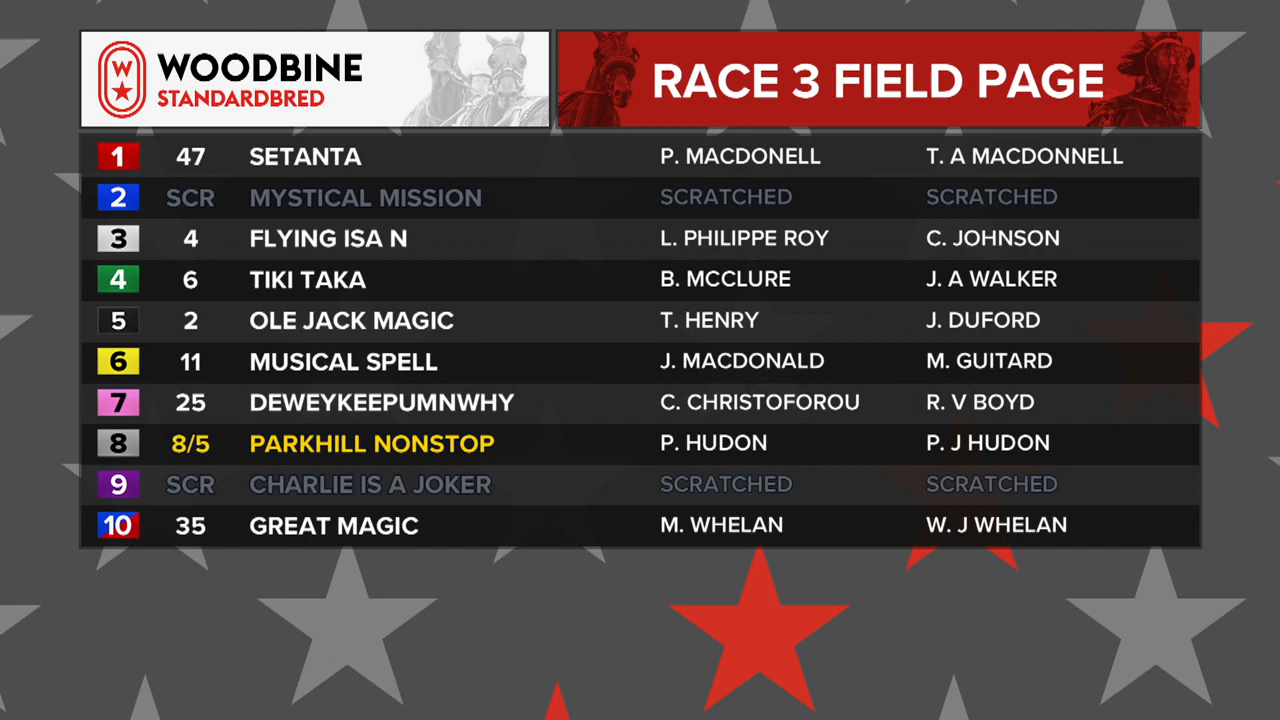 W
WOODBINE
STANDARDBRED
RACE 3 FIELD PAGE
1 47 SETANTA P. MACDONELL T. A MACDONNELL
2 SCR MYSTICAL MISSION SCRATCHED SCRATCHED
3 4 FLYING ISA N L. PHILIPPE ROY C. JOHNSON
4 6 TIKI TAKA B. MCCLURE J. A WALKER
5 2 OLE JACK MAGIC T. HENRY J. DUFORD
6 11 MUSICAL SPELL J. MACDONALD M. GUITARD
7 25 DEWEYKEEPUMNWHY C. CHRISTOFOROU R. V BOYD
8 8/5 PARKHILL NONSTOP P. HUDON P. J HUDON
9 SCR CHARLIE IS A JOKER SCRATCHED SCRATCHED
10 35 GREAT MAGIC M. WHELAN W. J WHELAN